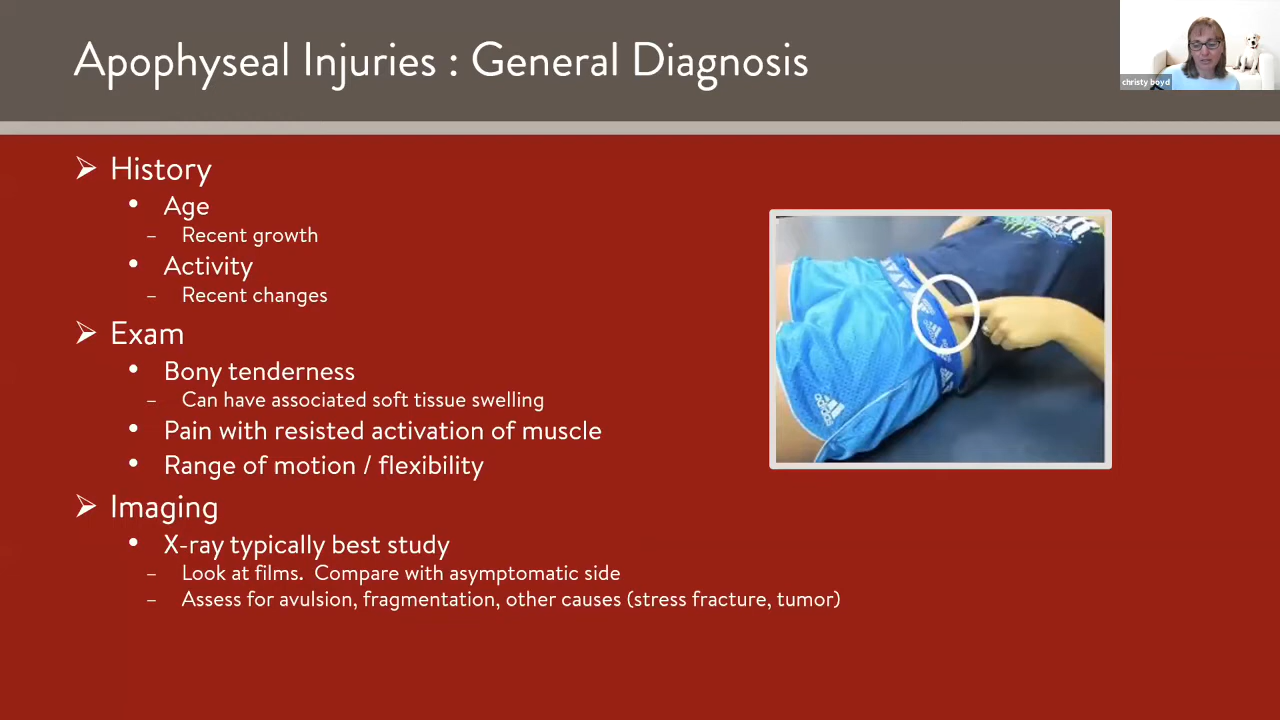 Apophyseal Injuries : General Diagnosis
christy boyd
➢ History
• Age
– Recent growth
• Activity
– Recent changes
➢ Exam
• Bony tenderness
– Can have associated soft tissue swelling
• Pain with resisted activation of muscle
• Range of motion / flexibility
➢ Imaging
• X-ray typically best study
– Look at films.  Compare with asymptomatic side
– Assess for avulsion, fragmentation, other causes (stress fracture, tumor)
adidas